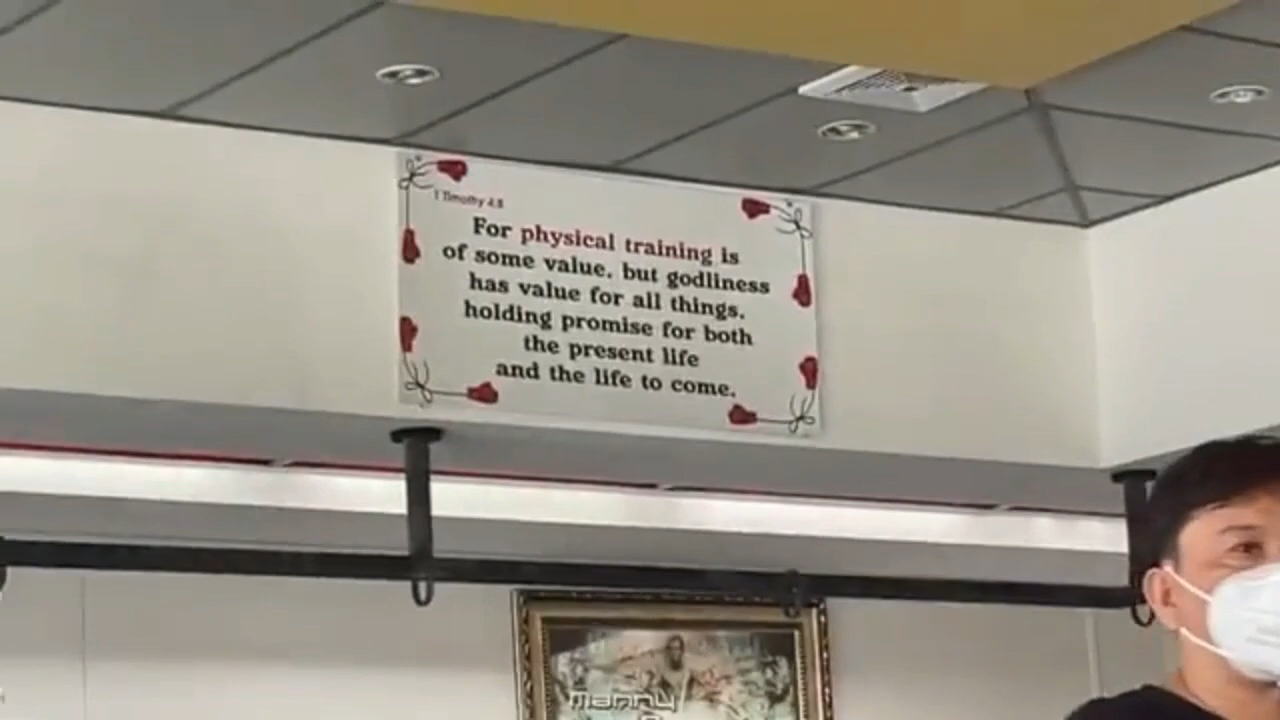 1 Timothy 4:8
For physical training is
of some value, but godliness
has value for all things,
holding promise for both
the present life
and the life to come.
Manny